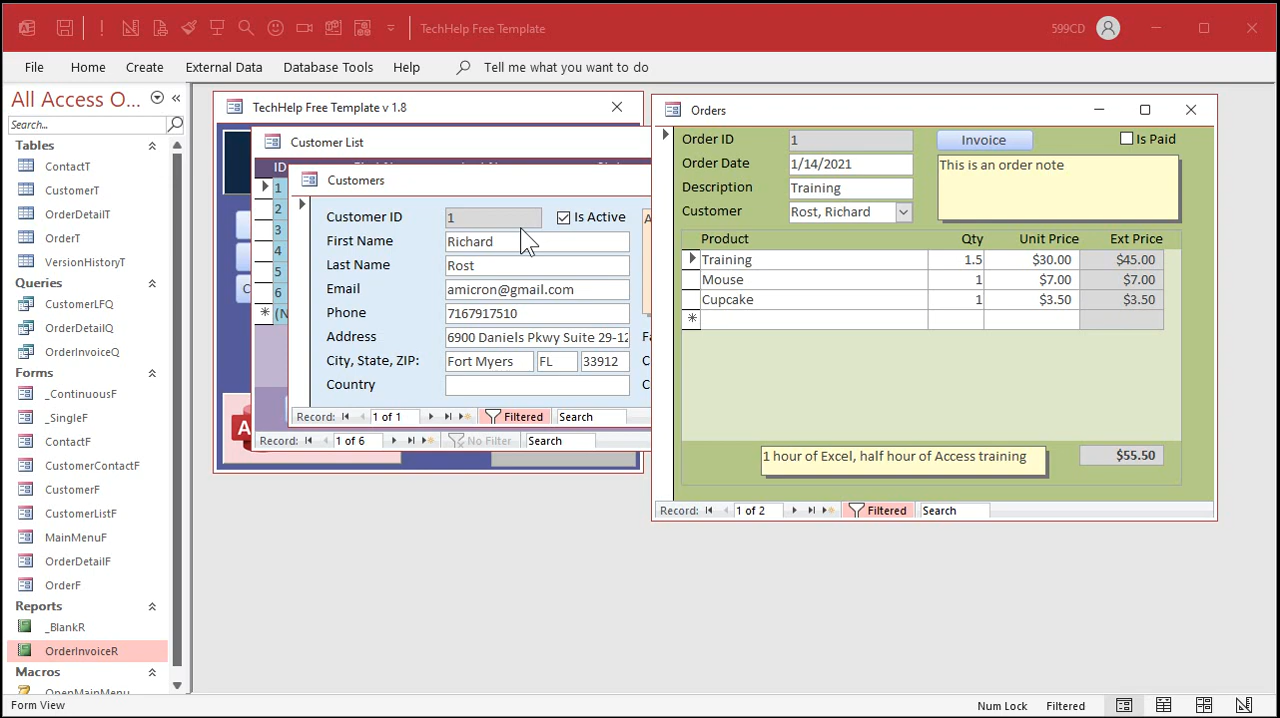 TechHelp Free Template
599CD
File Home Create External Data Database Tools Help Tell me what you want to do
All Access O...
Search...
Tables
ContactT
CustomerT
OrderDetailT
OrderT
VersionHistoryT
Queries
CustomerLFQ
OrderDetailQ
OrderInvoiceQ
Forms
_ContinuousF
_SingleF
ContactF
CustomerContactF
CustomerF
CustomerListF
MainMenuF
OrderDetailF
OrderF
Reports
_BlankR
OrderInvoiceR
Macros
OpenMainMenu
TechHelp Free Template v 1.8
Customer List
ID
1
2
3
4
5
6
(N
Record: 1 of 6 No Filter Search
Customers
Customer ID 1 Is Active
First Name Richard
Last Name Rost
Email amicron@gmail.com
Phone 7167917510
Address 6900 Daniels Pkwy Suite 29-12
City, State, ZIP: Fort Myers FL 33912
Country
Record: 1 of 1 Filtered Search
Orders
Order ID 1 Invoice Is Paid
Order Date 1/14/2021 This is an order note
Description Training
Customer Rost, Richard
Product Qty Unit Price Ext Price
Training 1.5 $30.00 $45.00
Mouse 1 $7.00 $7.00
Cupcake 1 $3.50 $3.50
1 hour of Excel, half hour of Access training $55.50
Record: 1 of 2 Filtered Search
Form View Num Lock Filtered